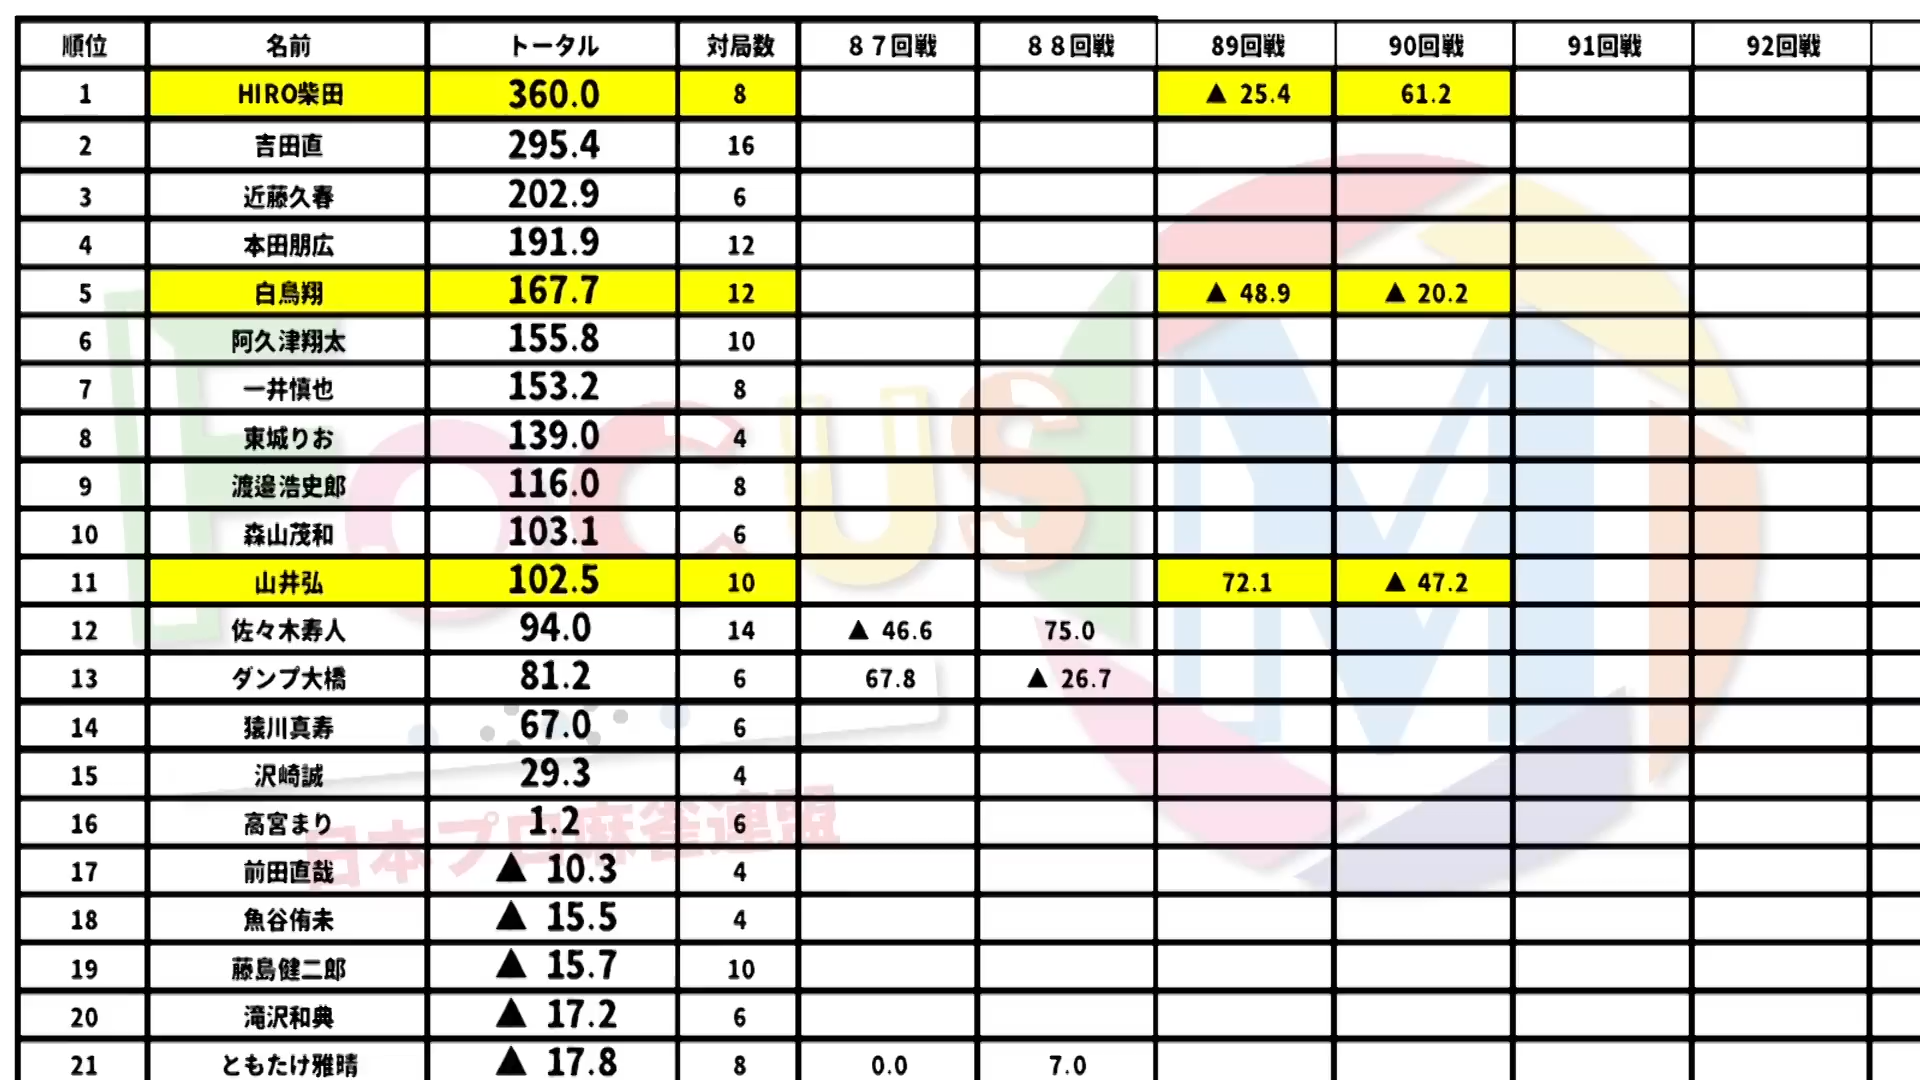 順位 名前 トータル 対局数 87回戦 88回戦 89回戦 90回戦 91回戦 92回戦
1 HIRO柴田 360.0 8 ▲ 25.4 61.2
2 吉田直 295.4 16
3 近藤久春 202.9 6
4 本田朋広 191.9 12
5 白鳥翔 167.7 12 ▲ 48.9 ▲ 20.2
6 阿久津翔太 155.8 10
7 一井慎也 153.2 8
8 東城りお 139.0 4
9 渡邉浩史郎 116.0 8
10 森山茂和 103.1 6
11 山井弘 102.5 10 72.1 ▲ 47.2
12 佐々木寿人 94.0 14 ▲ 46.6 75.0
13 ダンプ大橋 81.2 6 67.8 ▲ 26.7
14 猿川真寿 67.0 6
15 沢崎誠 29.3 4
16 高宮まり 1.2 6
17 前田直哉 ▲ 10.3 4
18 魚谷侑未 ▲ 15.5 4
19 藤島健二郎 ▲ 15.7 10
20 滝沢和典 ▲ 17.2 6
21 ともたけ雅晴 ▲ 17.8 8 0.0 7.0
FOCUS M
日本プロ麻雀連盟